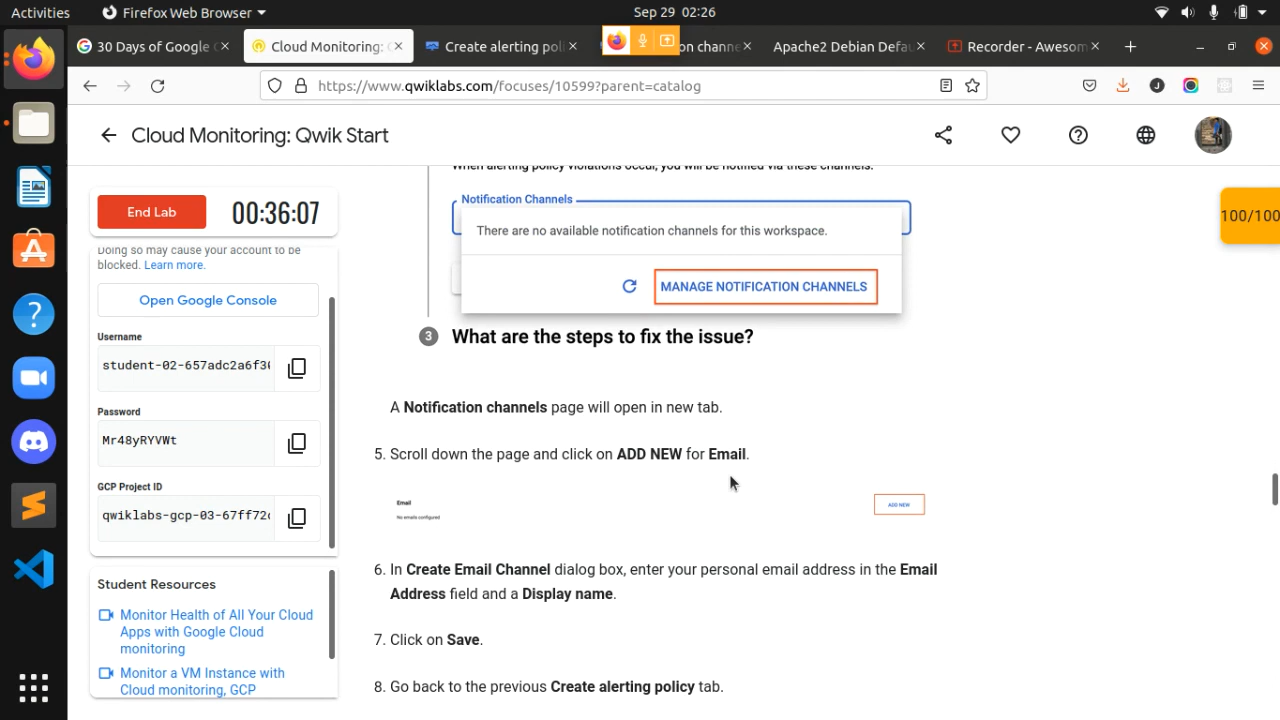 Activities
Firefox Web Browser
Sep 29 02:26
30 Days of Google C
Cloud Monitoring: Q
Create alerting poli
on channe
Apache2 Debian Defau
Recorder - Awesom
https://www.qwiklabs.com/focuses/10599?parent=catalog
Cloud Monitoring: Qwik Start
When alerting policy violations occur, you will be notified via these channels.
End Lab
00:36:07
100/100
Notification Channels
There are no available notification channels for this workspace.
MANAGE NOTIFICATION CHANNELS
Doing so may cause your account to be
blocked. Learn more.
Open Google Console
Username
student-02-657adc2a6f3
Password
Mr48yRYVWt
GCP Project ID
qwiklabs-gcp-03-67ff72
Student Resources
Monitor Health of All Your Cloud
Apps with Google Cloud
monitoring
Monitor a VM Instance with
Cloud monitoring, GCP
3 What are the steps to fix the issue?
A Notification channels page will open in new tab.
5. Scroll down the page and click on ADD NEW for Email.
Email
No emails configured
ADD NEW
6. In Create Email Channel dialog box, enter your personal email address in the Email
Address field and a Display name.
7. Click on Save.
8. Go back to the previous Create alerting policy tab.